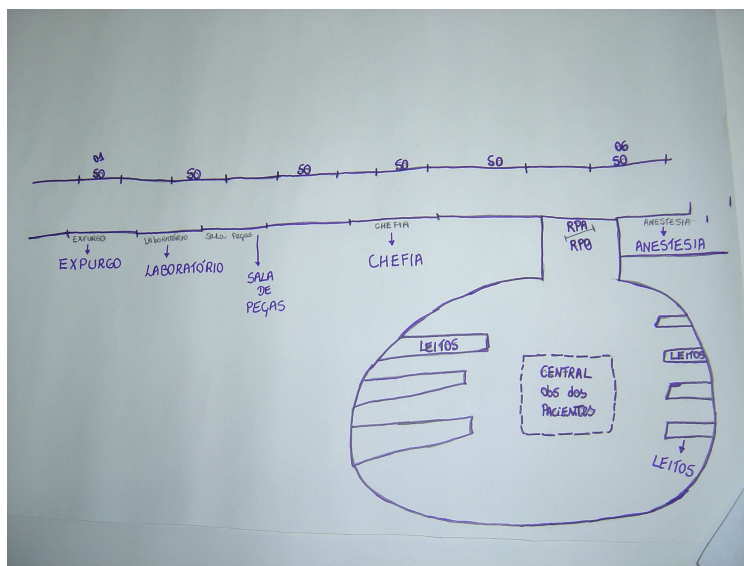 01 06
SO SO SO SO SO SO
EXPURGO LABORATÓRIO Sala Peças CHEFIA RPA ANESTESIA
EXPURGO LABORATÓRIO CHEFIA RPO ANESTESIA
SALA
DE
PEÇAS
LEITOS LEITOS
CENTRAL
obs dos
PACIENTES
LEITOS